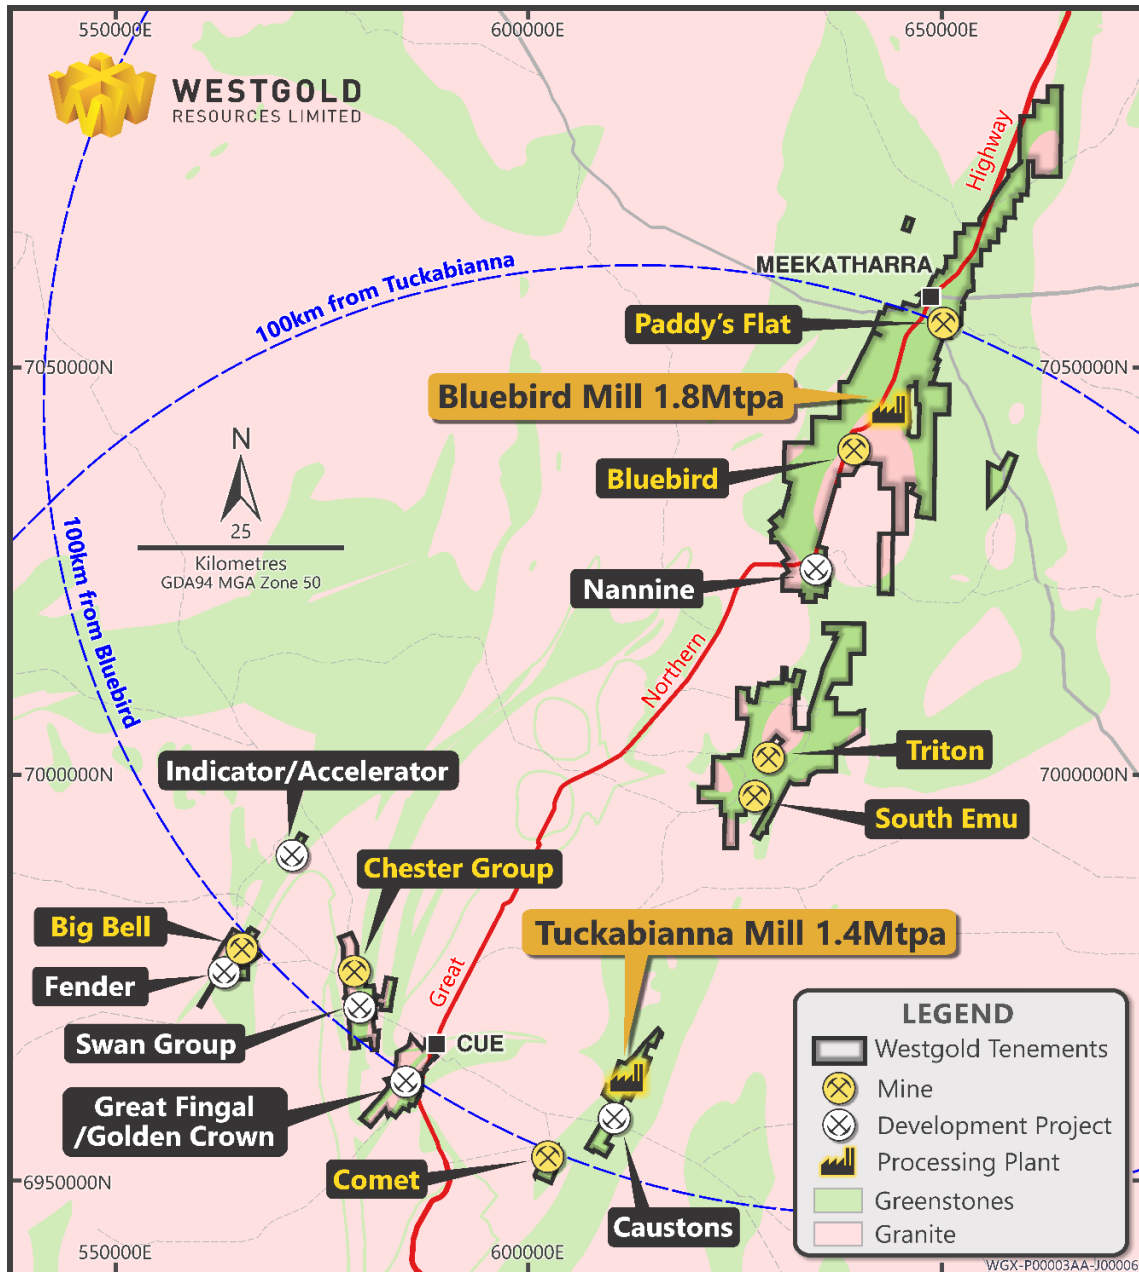 550000E
600000E
650000E
WESTGOLD
RESOURCES LIMITED
Highway
100km from Tuckabianna
MEEKATHARRA
Paddy's Flat
7050000N
7050000N
Bluebird Mill 1.8Mtpa
N
25
Kilometres
GDA94 MGA Zone 50
Bluebird
100km from Bluebird
Nannine
Northern
Triton
Indicator/Accelerator
7000000N
7000000N
South Emu
Chester Group
Big Bell
Tuckabianna Mill 1.4Mtpa
Fender
Great
Swan Group
CUE
Great Fingal
/Golden Crown
Comet
6950000N
Caustons
550000E
600000E
LEGEND
Westgold Tenements
Mine
Development Project
Processing Plant
Greenstones
Granite
WGX-P00003AA-J00006